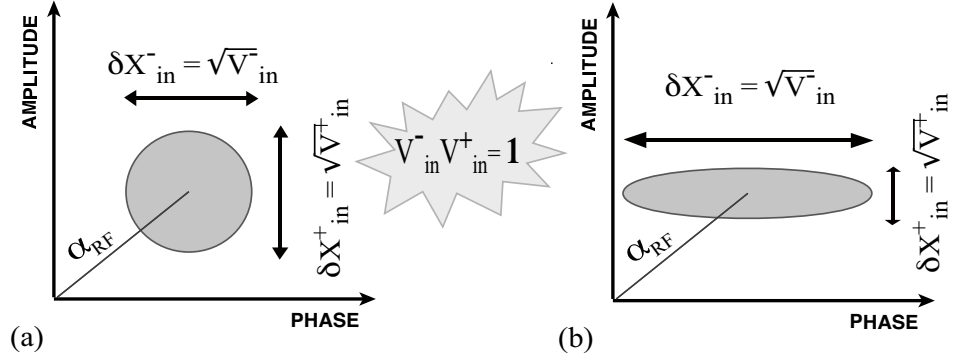 AMPLITUDE
δX⁻in = √V⁻in
δX⁺in = √V⁺in
αRF
PHASE
(a)
V⁻in V⁺in = 1
AMPLITUDE
δX⁻in = √V⁻in
δX⁺in = √V⁺in
αRF
PHASE
(b)